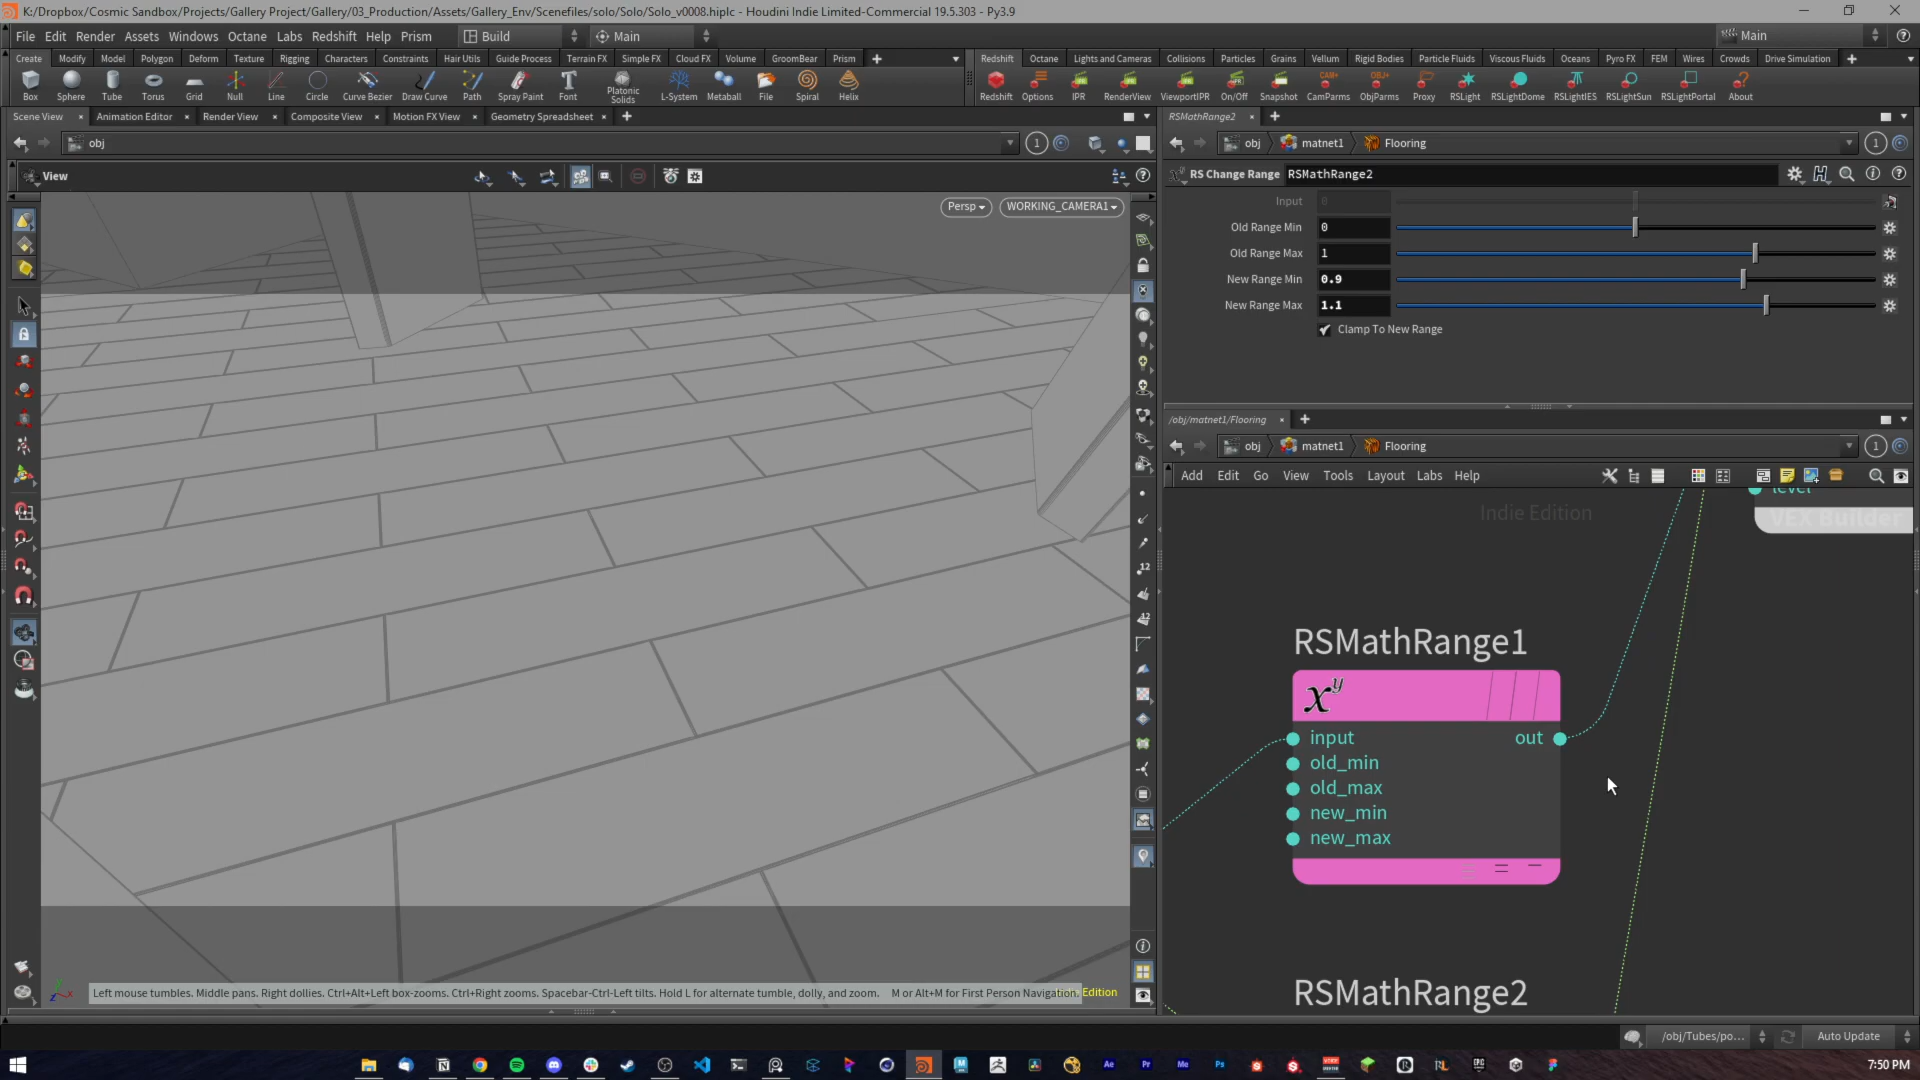 K:/Dropbox/Cosmic Sandbox/Projects/Gallery Project/Gallery/03_Production/Assets/Gallery_Env/Scenefiles/solo/Solo/Solo_v0008.hiplc - Houdini Indie Limited-Commercial 19.5.303 - Py3.9
File Edit Render Assets Windows Octane Labs Redshift Help Prism Build Main Main
Create Modify Model Polygon Deform Texture Rigging Characters Constraints Hair Utils Guide Process Terrain FX Simple FX Cloud FX Volume GroomBear Prism
Redshift Octane Lights and Cameras Collisions Particles Grains Vellum Rigid Bodies Particle Fluids Viscous Fluids Oceans Pyro FX FEM Wires Crowds Drive Simulation
Box Sphere Tube Torus Grid Null Line Circle Curve Bezier Draw Curve Path Spray Paint Font Platonic Solids L-System Metaball File Spiral Helix
Redshift Options IPR RenderView ViewportIPR On/Off Snapshot CamParms ObjParms Proxy RSLight RSLightDome RSLightIES RSLightSun RSLightPortal About
Scene View Animation Editor Render View Composite View Motion FX View Geometry Spreadsheet
RSMathRange2
obj
obj matnet1 Flooring
View
RS Change Range RSMathRange2
Persp WORKING_CAMERA1
Input 0
Old Range Min 0
Old Range Max 1
New Range Min 0.9
New Range Max 1.1
Clamp To New Range
/obj/matnet1/Flooring
obj matnet1 Flooring
Add Edit Go View Tools Layout Labs Help
level
Indie Edition
VEX Builder
RSMathRange1
input out
old_min
old_max
new_min
new_max
RSMathRange2
Left mouse tumbles. Middle pans. Right dollies. Ctrl+Alt+Left box-zooms. Ctrl+Right zooms. Spacebar-Ctrl-Left tilts. Hold L for alternate tumble, dolly, and zoom. M or Alt+M for First Person Navigation.
Edition
/obj/Tubes/po... Auto Update
7:50 PM